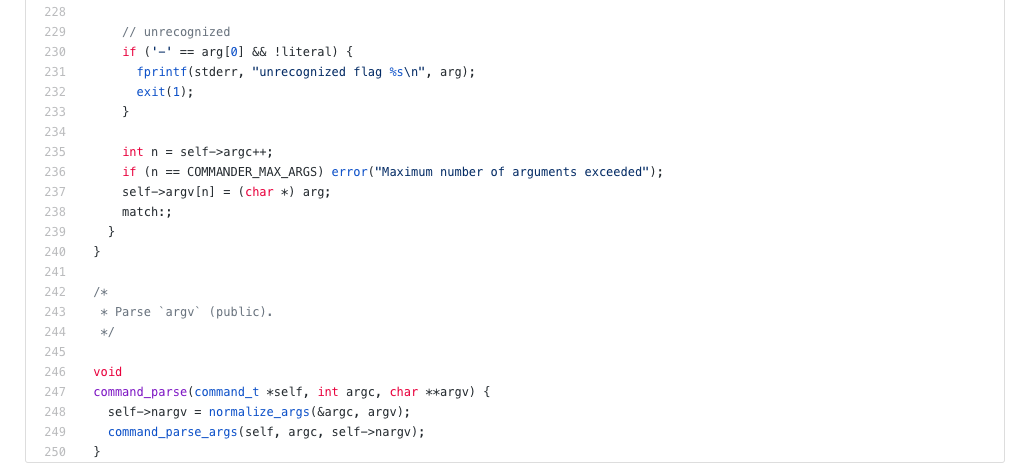 228
229 // unrecognized
230 if ('-' == arg[0] && !literal) {
231 fprintf(stderr, "unrecognized flag %s\n", arg);
232 exit(1);
233 }
234
235 int n = self->argc++;
236 if (n == COMMANDER_MAX_ARGS) error("Maximum number of arguments exceeded");
237 self->argv[n] = (char *) arg;
238 match:;
239 }
240 }
241
242 /*
243 * Parse `argv` (public).
244 */
245
246 void
247 command_parse(command_t *self, int argc, char **argv) {
248 self->nargv = normalize_args(&argc, argv);
249 command_parse_args(self, argc, self->nargv);
250 }